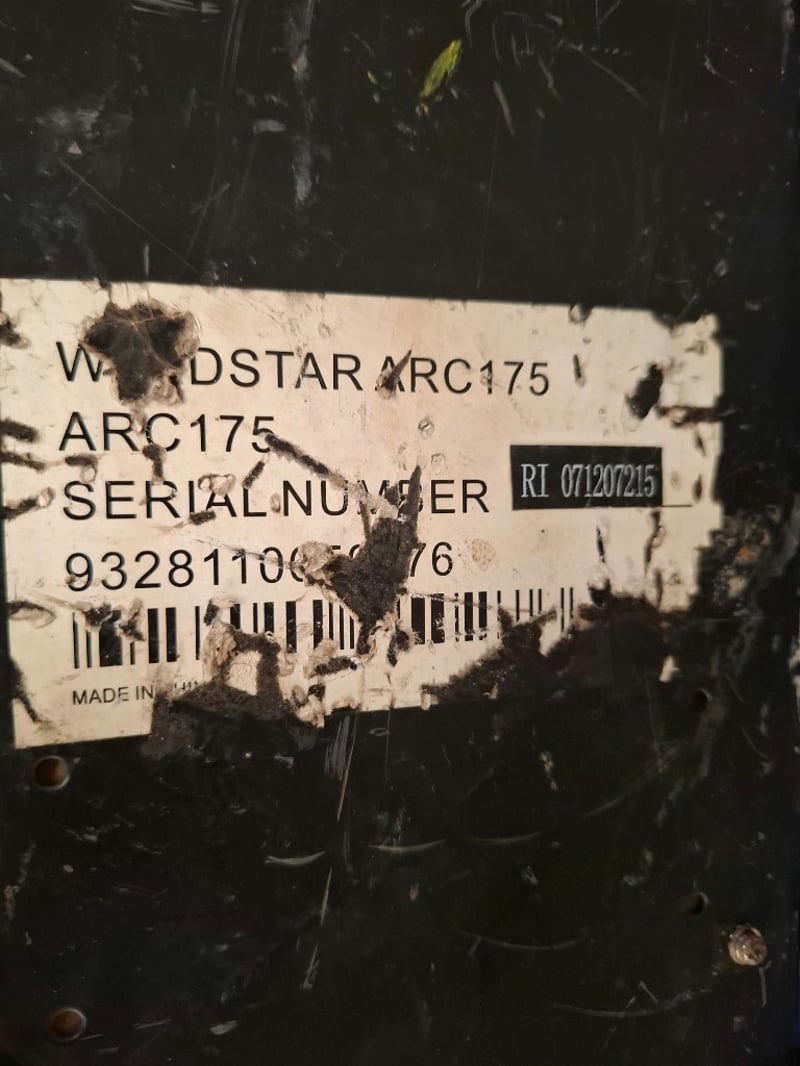 ARC175
ARC175
SERIAL NUMBER
RI 071207215
MADE IN